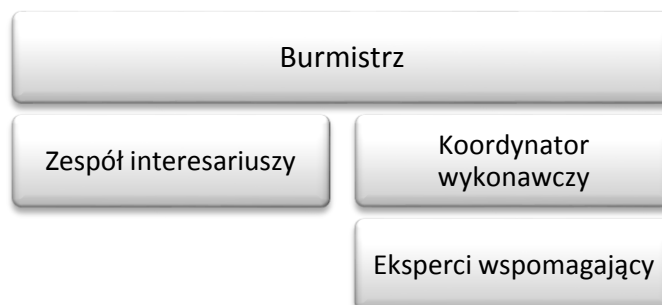 Burmistrz
Zespół interesariuszy
Koordynator
wykonawczy
Eksperci wspomagający